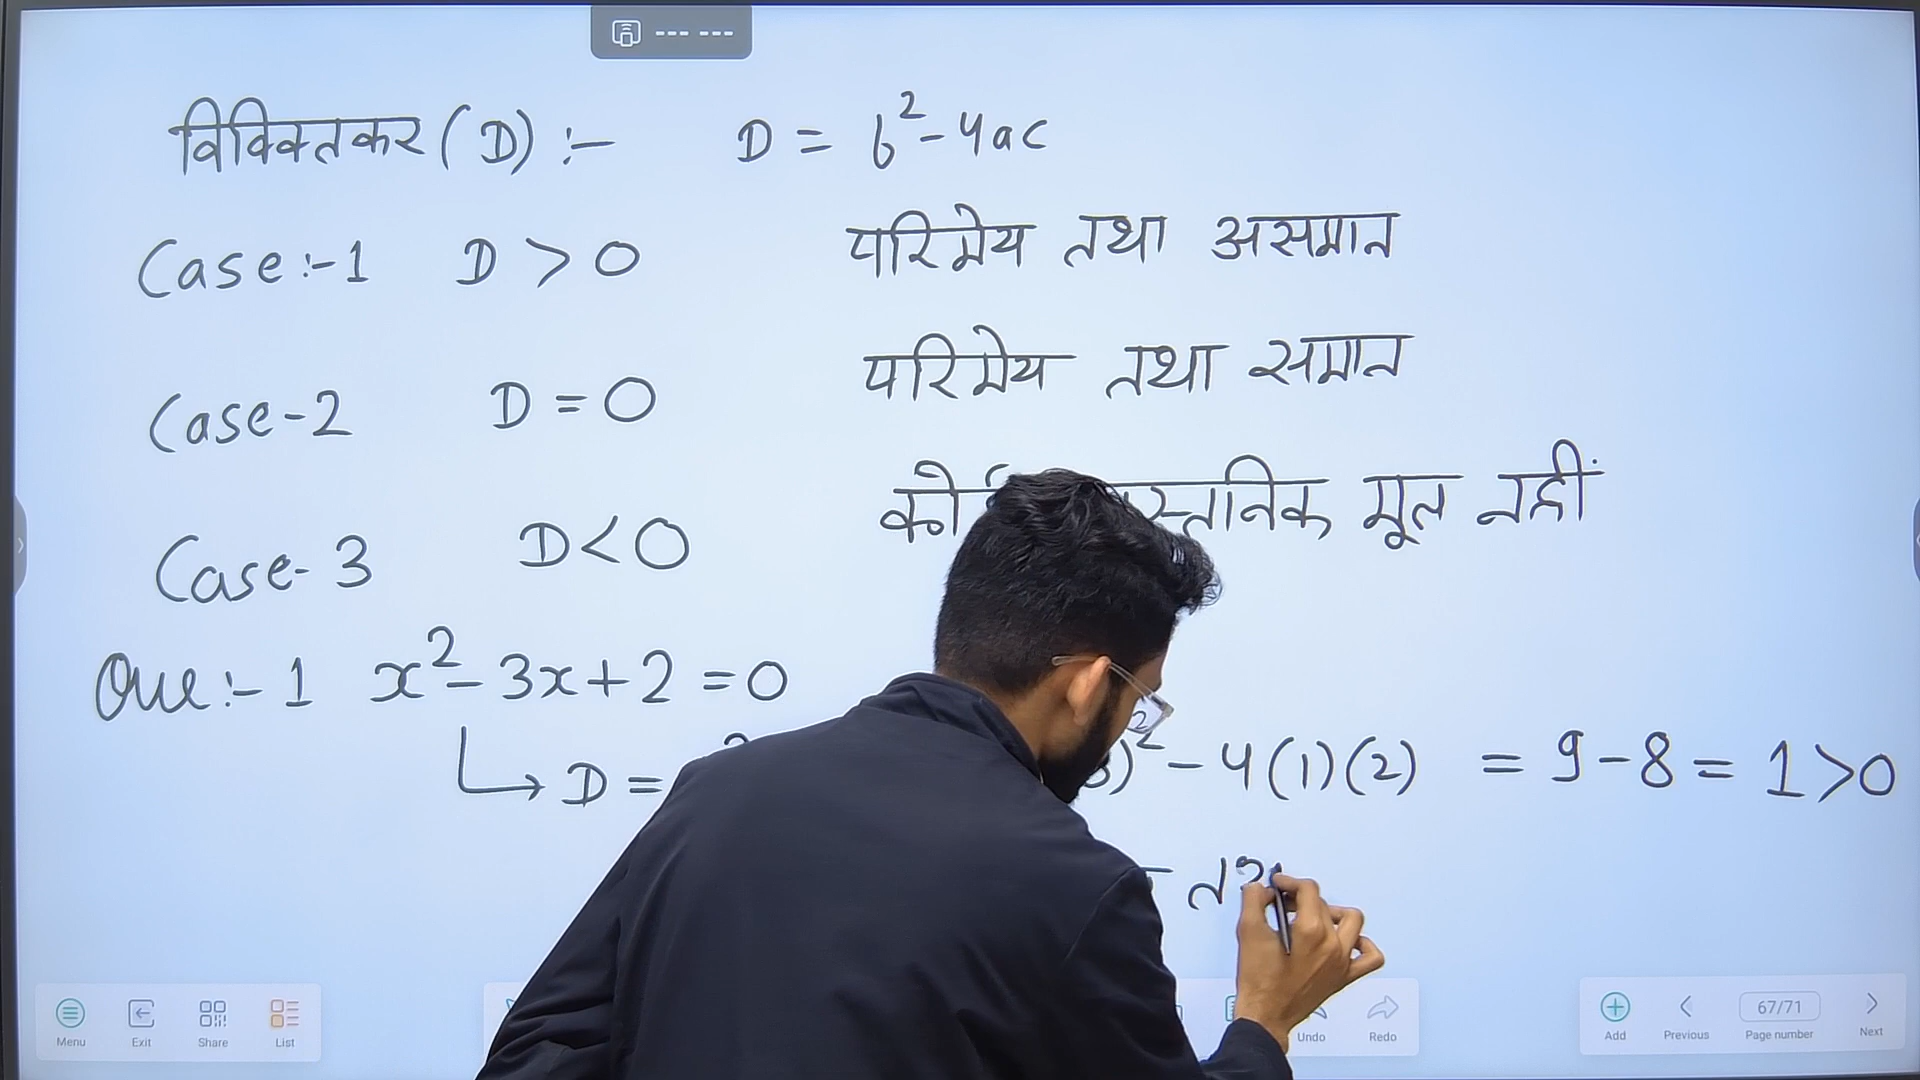 --- ---
विविक्तकर (D) :- D = b²-4ac
Case:-1 D > 0 परिमेय तथा असमान
Case-2 D = 0 परिमेय तथा समान
Case-3 D < 0 मूल नहीं
Que:- 1 x² - 3x + 2 = 0
↳ D = )² - 4(1)(2) = 9 - 8 = 1 > 0
Menu Exit Share List Undo Redo Add Previous 67/71 Page number Next